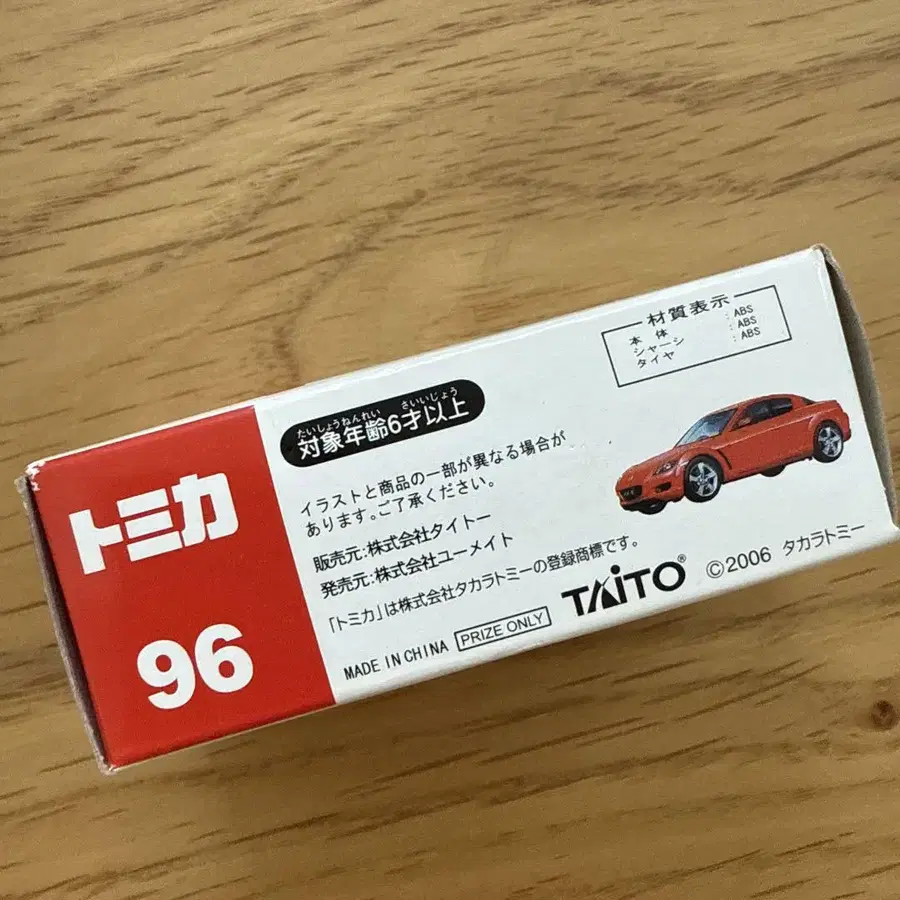 トミカ
96
たいしょうねんれい さいいじょう
対象年齢6才以上
イラストと商品の一部が異なる場合が
あります。ご了承ください。
販売元:株式会社タイトー
発売元:株式会社ユーメイト
「トミカ」は株式会社タカラトミーの登録商標です。
MADE IN CHINA PRIZE ONLY
TAITO® ©2006 タカラトミー
材質表示
本体 :ABS
シャーシ :ABS
タイヤ :ABS